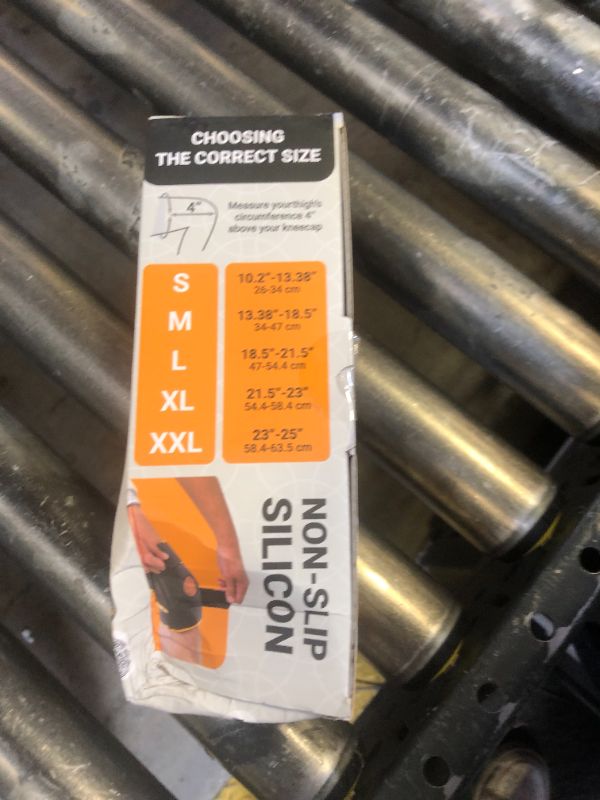 CHOOSING
THE CORRECT SIZE
4"
Measure yourthigh's
circumference 4"
above your kneecap
S 10.2"-13.38"
26-34 cm
M 13.38"-18.5"
34-47 cm
L 18.5"-21.5"
47-54.4 cm
XL 21.5"-23"
54.4-58.4 cm
XXL 23"-25"
58.4-63.5 cm
NON-SLIP
SILICON